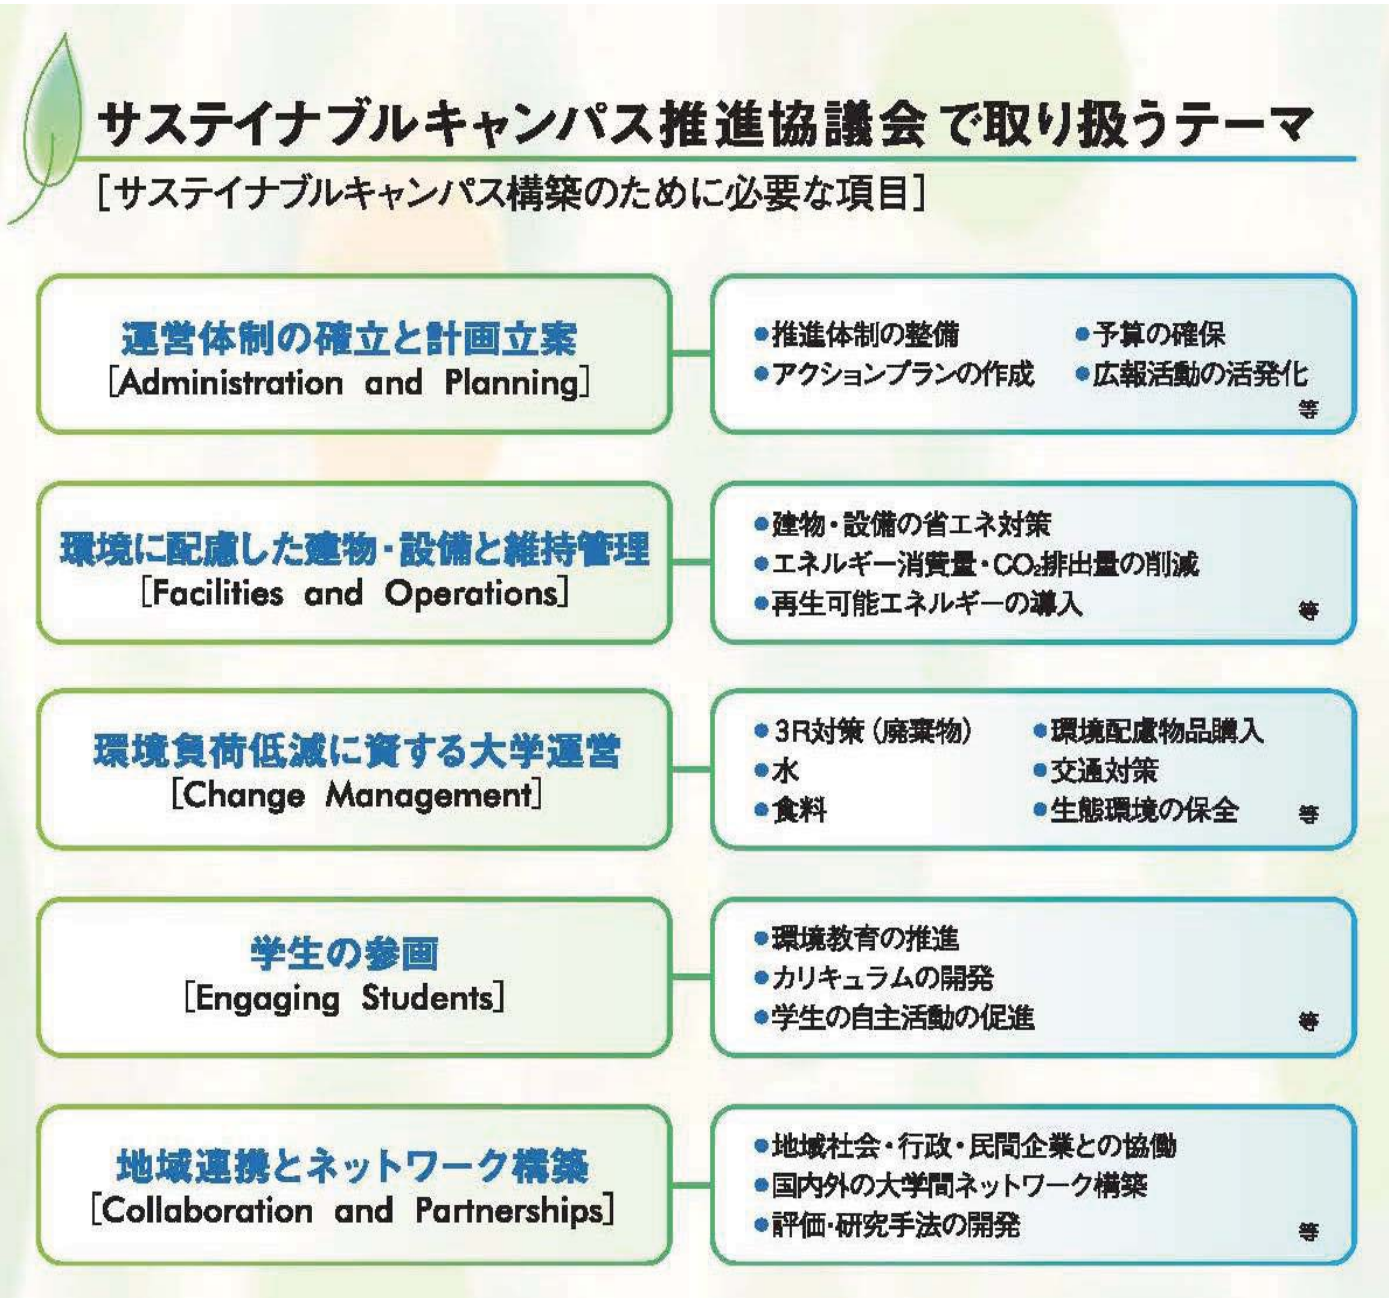 サステイナブルキャンパス推進協議会で取り扱うテーマ
[サステイナブルキャンパス構築のために必要な項目]
運営体制の確立と計画立案
[Administration and Planning]
●推進体制の整備
●予算の確保
●アクションプランの作成
●広報活動の活発化
等
環境に配慮した建物・設備と維持管理
[Facilities and Operations]
●建物・設備の省エネ対策
●エネルギー消費量・CO₂排出量の削減
●再生可能エネルギーの導入
等
環境負荷低減に資する大学運営
[Change Management]
●3R対策（廃棄物）
●環境配慮物品購入
●水
●交通対策
●食料
●生態環境の保全
等
学生の参画
[Engaging Students]
●環境教育の推進
●カリキュラムの開発
●学生の自主活動の促進
等
地域連携とネットワーク構築
[Collaboration and Partnerships]
●地域社会・行政・民間企業との協働
●国内外の大学間ネットワーク構築
●評価・研究手法の開発
等